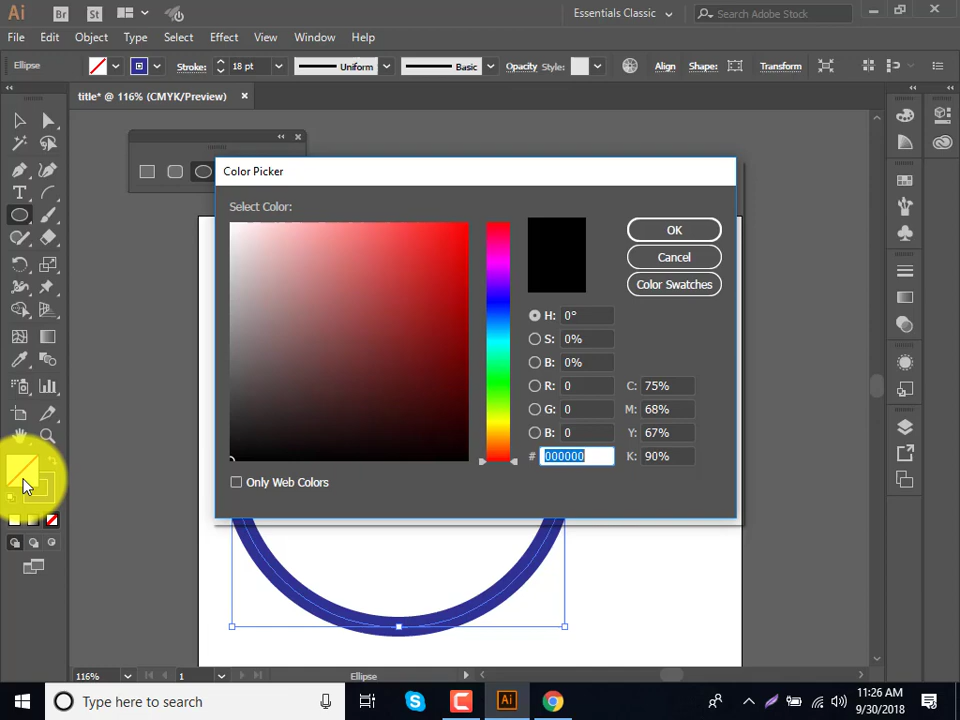 Ai Br St Essentials Classic Search Adobe Stock
File Edit Object Type Select Effect View Window Help
Ellipse Stroke: 18 pt Uniform Basic Opacity Style: Align Shape: Transform
title* @ 116% (CMYK/Preview)
Color Picker
Select Color:
OK
Cancel
Color Swatches
H: 0°
S: 0%
B: 0%
R: 0 C: 75%
G: 0 M: 68%
B: 0 Y: 67%
# 000000 K: 90%
Only Web Colors
116% 1 Ellipse
Type here to search
Ai
11:26 AM
9/30/2018